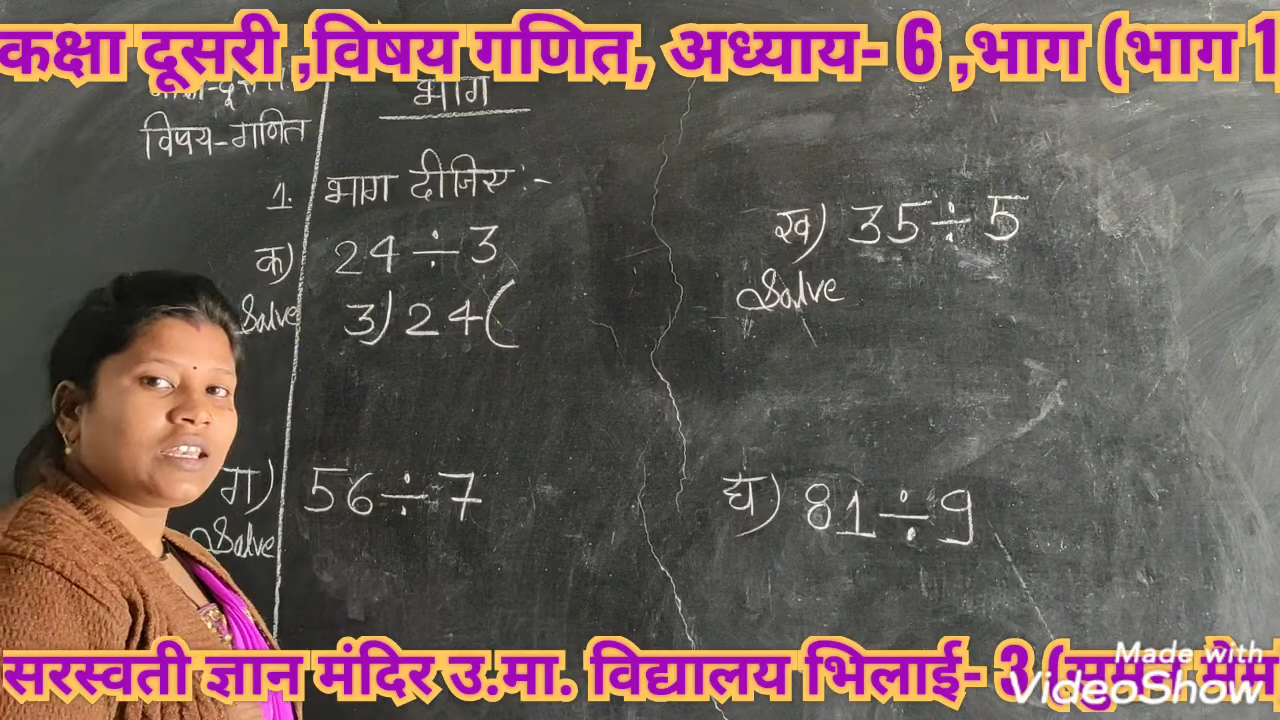 कक्षा दूसरी ,विषय गणित, अध्याय- 6 ,भाग (भाग 1
भाग
विषय-गणित
1. भाग दीजिए:-
क) 24÷3
Salve 3)24(
ख) 35÷5
Salve
ग) 56÷7
Salve
घ) 81÷9
सरस्वती ज्ञान मंदिर उ.मा. विद्यालय भिलाई- 3
Made with
VideoShow